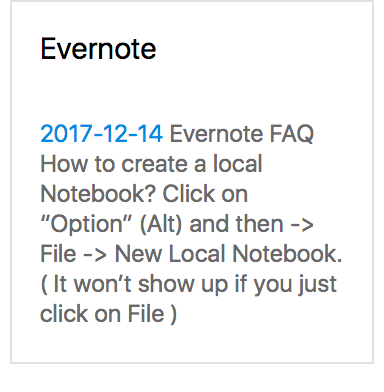 Evernote
2017-12-14 Evernote FAQ
How to create a local
Notebook? Click on
“Option” (Alt) and then ->
File -> New Local Notebook.
( It won’t show up if you just
click on File )